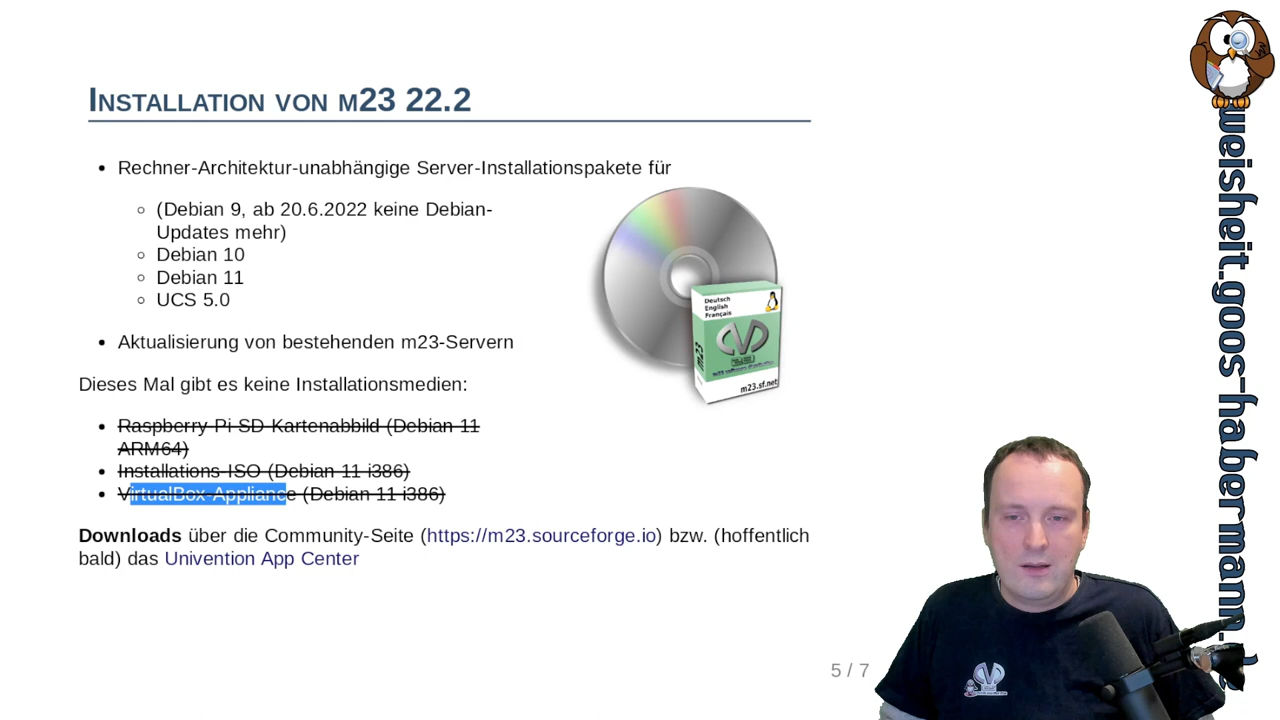 Installation von m23 22.2
• Rechner-Architektur-unabhängige Server-Installationspakete für
◦ (Debian 9, ab 20.6.2022 keine Debian-
Updates mehr)
◦ Debian 10
◦ Debian 11
◦ UCS 5.0
• Aktualisierung von bestehenden m23-Servern
Deutsch
English
Français
m23
m23.sf.net
Dieses Mal gibt es keine Installationsmedien:
• Raspberry-Pi-SD-Kartenabbild (Debian 11
ARM64)
• Installations-ISO (Debian 11 i386)
• VirtualBox-Appliance (Debian 11 i386)
Downloads über die Community-Seite (https://m23.sourceforge.io) bzw. (hoffentlich
bald) das Univention App Center
5 / 7
weisheit.goos-habermann.